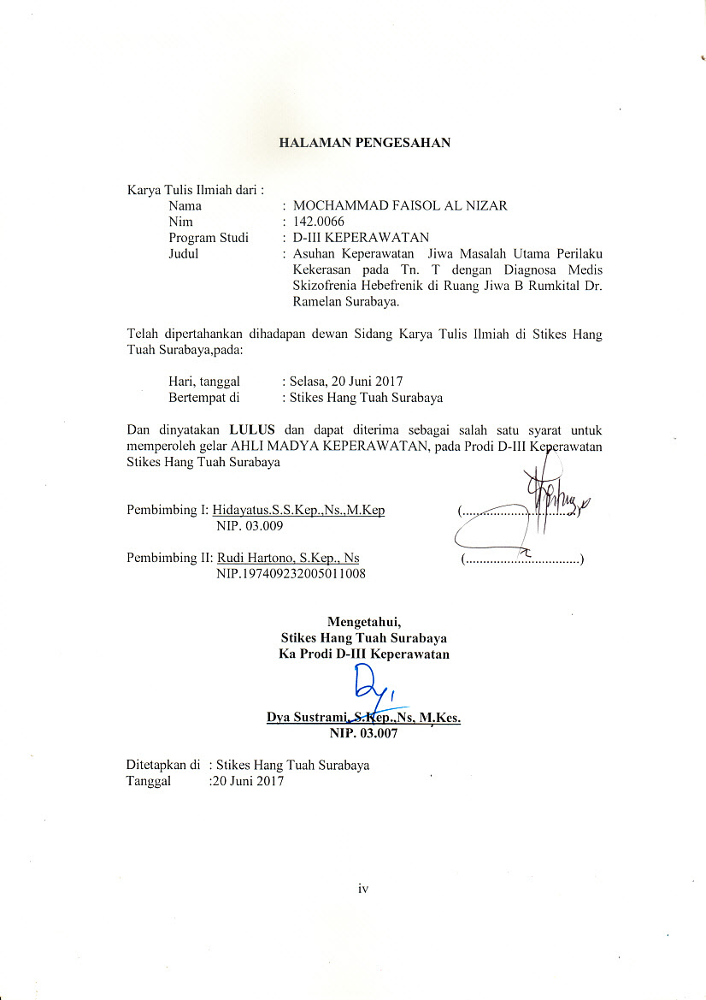 HALAMAN PENGESAHAN
Karya Tulis Ilmiah dari :
Nama : MOCHAMMAD FAISOL AL NIZAR
Nim : 142.0066
Program Studi : D-III KEPERAWATAN
Judul : Asuhan Keperawatan Jiwa Masalah Utama Perilaku
Kekerasan pada Tn. T dengan Diagnosa Medis
Skizofrenia Hebefrenik di Ruang Jiwa B Rumkital Dr.
Ramelan Surabaya.
Telah dipertahankan dihadapan dewan Sidang Karya Tulis Ilmiah di Stikes Hang
Tuah Surabaya,pada:
Hari, tanggal : Selasa, 20 Juni 2017
Bertempat di : Stikes Hang Tuah Surabaya
Dan dinyatakan LULUS dan dapat diterima sebagai salah satu syarat untuk
memperoleh gelar AHLI MADYA KEPERAWATAN, pada Prodi D-III Keperawatan
Stikes Hang Tuah Surabaya
Pembimbing I: Hidayatus.S.S.Kep.,Ns.,M.Kep (.................................)
NIP. 03.009
Pembimbing II: Rudi Hartono, S.Kep., Ns (.................................)
NIP.197409232005011008
Mengetahui,
Stikes Hang Tuah Surabaya
Ka Prodi D-III Keperawatan
Dya Sustrami, S.Kep.,Ns, M.Kes.
NIP. 03.007
Ditetapkan di : Stikes Hang Tuah Surabaya
Tanggal :20 Juni 2017
iv